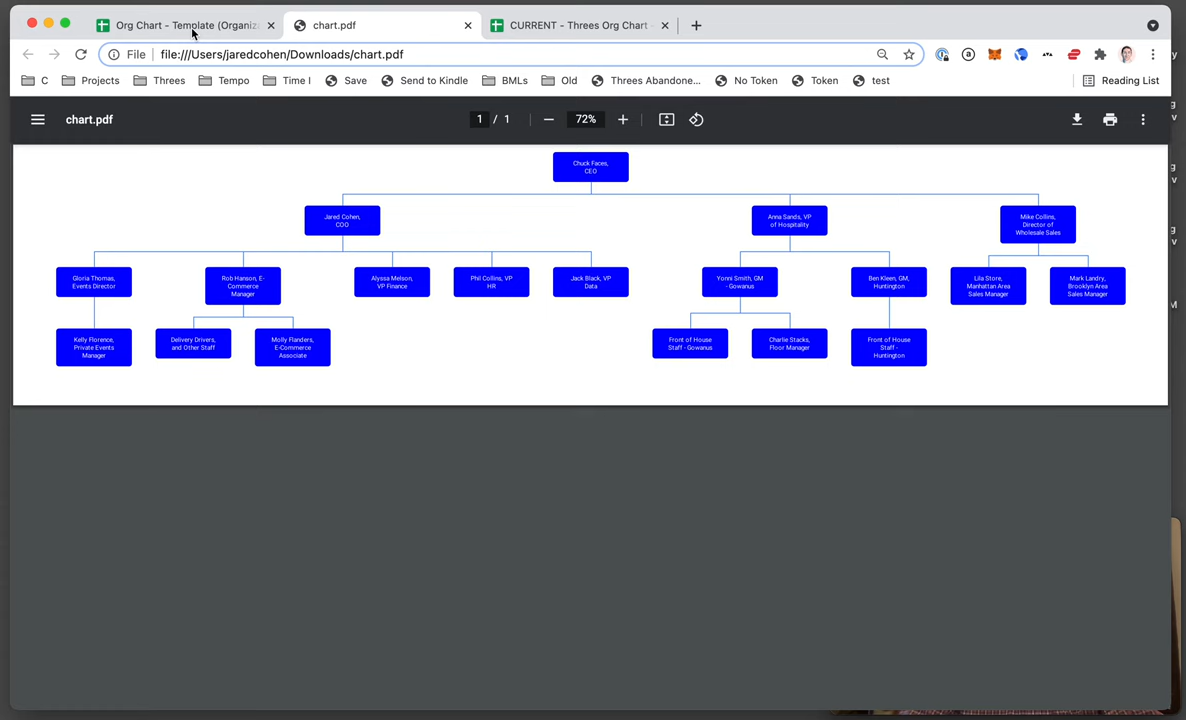 Org Chart - Template (Organiz
chart.pdf
CURRENT - Threes Org Chart -
File
file:///Users/jaredcohen/Downloads/chart.pdf
C
Projects
Threes
Tempo
Time I
Save
Send to Kindle
BMLs
Old
Threes Abandone...
No Token
Token
test
Reading List
chart.pdf
1 / 1
72%
Chuck Faces,
CEO
Jared Cohen,
COO
Anna Sands, VP
of Hospitality
Mike Collins,
Director of
Wholesale Sales
Gloria Thomas,
Events Director
Rob Hanson, E-
Commerce
Manager
Alyssa Melson,
VP Finance
Phil Collins, VP
HR
Jack Black, VP
Data
Yonni Smith, GM
- Gowanus
Ben Kleen, GM,
Huntington
Lila Store,
Manhattan Area
Sales Manager
Mark Landry,
Brooklyn Area
Sales Manager
Kelly Florence,
Private Events
Manager
Delivery Drivers,
and Other Staff
Molly Flanders,
E-Commerce
Associate
Front of House
Staff - Gowanus
Charlie Stacks,
Floor Manager
Front of House
Staff -
Huntington